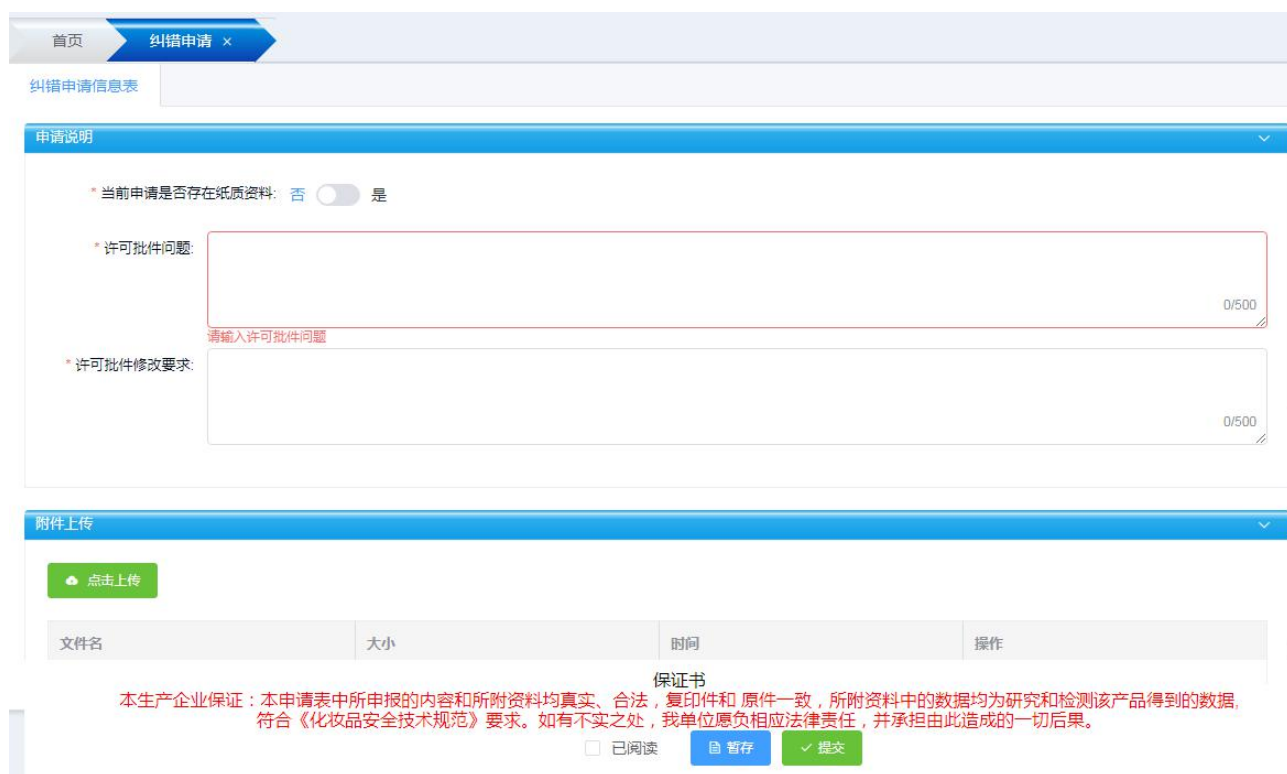 首页
纠错申请 ×
纠错申请信息表
申请说明
* 当前申请是否存在纸质资料: 否 是
* 许可批件问题:
0/500
请输入许可批件问题
* 许可批件修改要求:
0/500
附件上传
点击上传
文件名 大小 时间 操作
保证书
本生产企业保证：本申请表中所申报的内容和所附资料均真实、合法，复印件和 原件一致，所附资料中的数据均为研究和检测该产品得到的数据,
符合《化妆品安全技术规范》要求。如有不实之处，我单位愿负相应法律责任，并承担由此造成的一切后果。
已阅读 暂存 提交